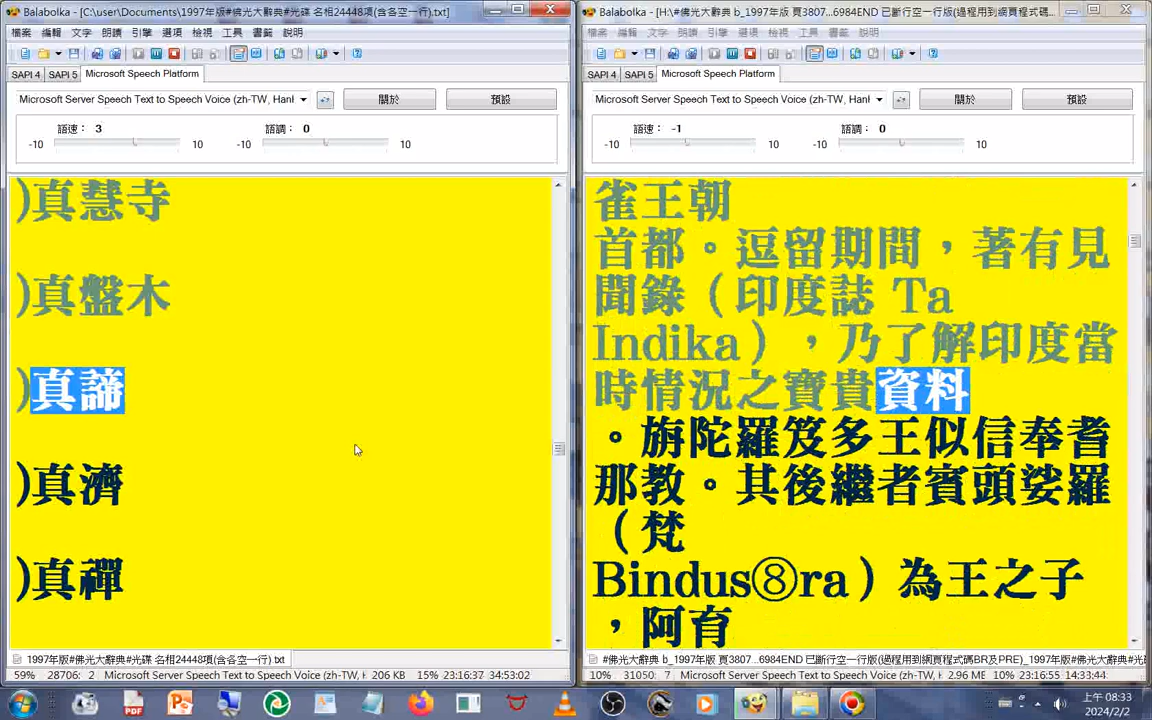 Balabolka - [C:\user\Documents\1997年版#佛光大辭典#光碟 名相24448項(含各空一行).txt]
檔案 編輯 文字 朗讀 引擎 選項 檢視 工具 書籤 說明
SAPI 4 SAPI 5 Microsoft Speech Platform
Microsoft Server Speech Text to Speech Voice (zh-TW, Hanl
關於
預設
語速： 3
語調： 0
-10 10 -10 10
)真慧寺
)真盤木
)真諦
)真濟
)真禪
1997年版#佛光大辭典#光碟 名相24448項(含各空一行).txt
59% 28706: 2 Microsoft Server Speech Text to Speech Voice (zh-TW, H 206 KB 15% 23:16:37 34:53:02
Balabolka - [H:\#佛光大辭典 b_1997年版 頁3807...6984END 已斷行空一行版(過程用到網頁程式碼...
檔案 編輯 文字 朗讀 引擎 選項 檢視 工具 書籤 說明
SAPI 4 SAPI 5 Microsoft Speech Platform
Microsoft Server Speech Text to Speech Voice (zh-TW, Hanl
關於
預設
語速： -1
語調： 0
-10 10 -10 10
雀王朝
首都。逗留期間，著有見
聞錄（印度誌 Ta
Indika），乃了解印度當
時情況之寶貴資料
。旃陀羅笈多王似信奉耆
那教。其後繼者賓頭娑羅
（梵
Bindus⑧ra）為王之子
，阿育
#佛光大辭典 b_1997年版 頁3807...6984END 已斷行空一行版(過程用到網頁程式碼BR及PRE)_1997年版#佛光
10% 31050: 7 Microsoft Server Speech Text to Speech Voice (zh-TW, H 2.96 MB 10% 23:16:55 14:33:44
上午 08:33
2024/2/2